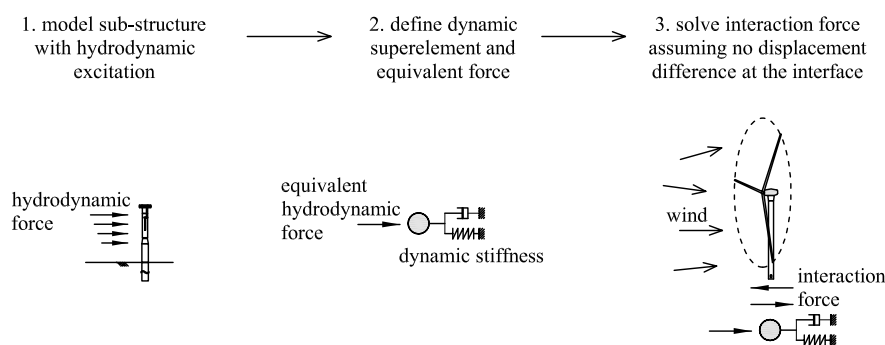 1. model sub-structure
with hydrodynamic
excitation
2. define dynamic
superelement and
equivalent force
3. solve interaction force
assuming no displacement
difference at the interface
hydrodynamic
force
equivalent
hydrodynamic
force
dynamic stiffness
wind
interaction
force